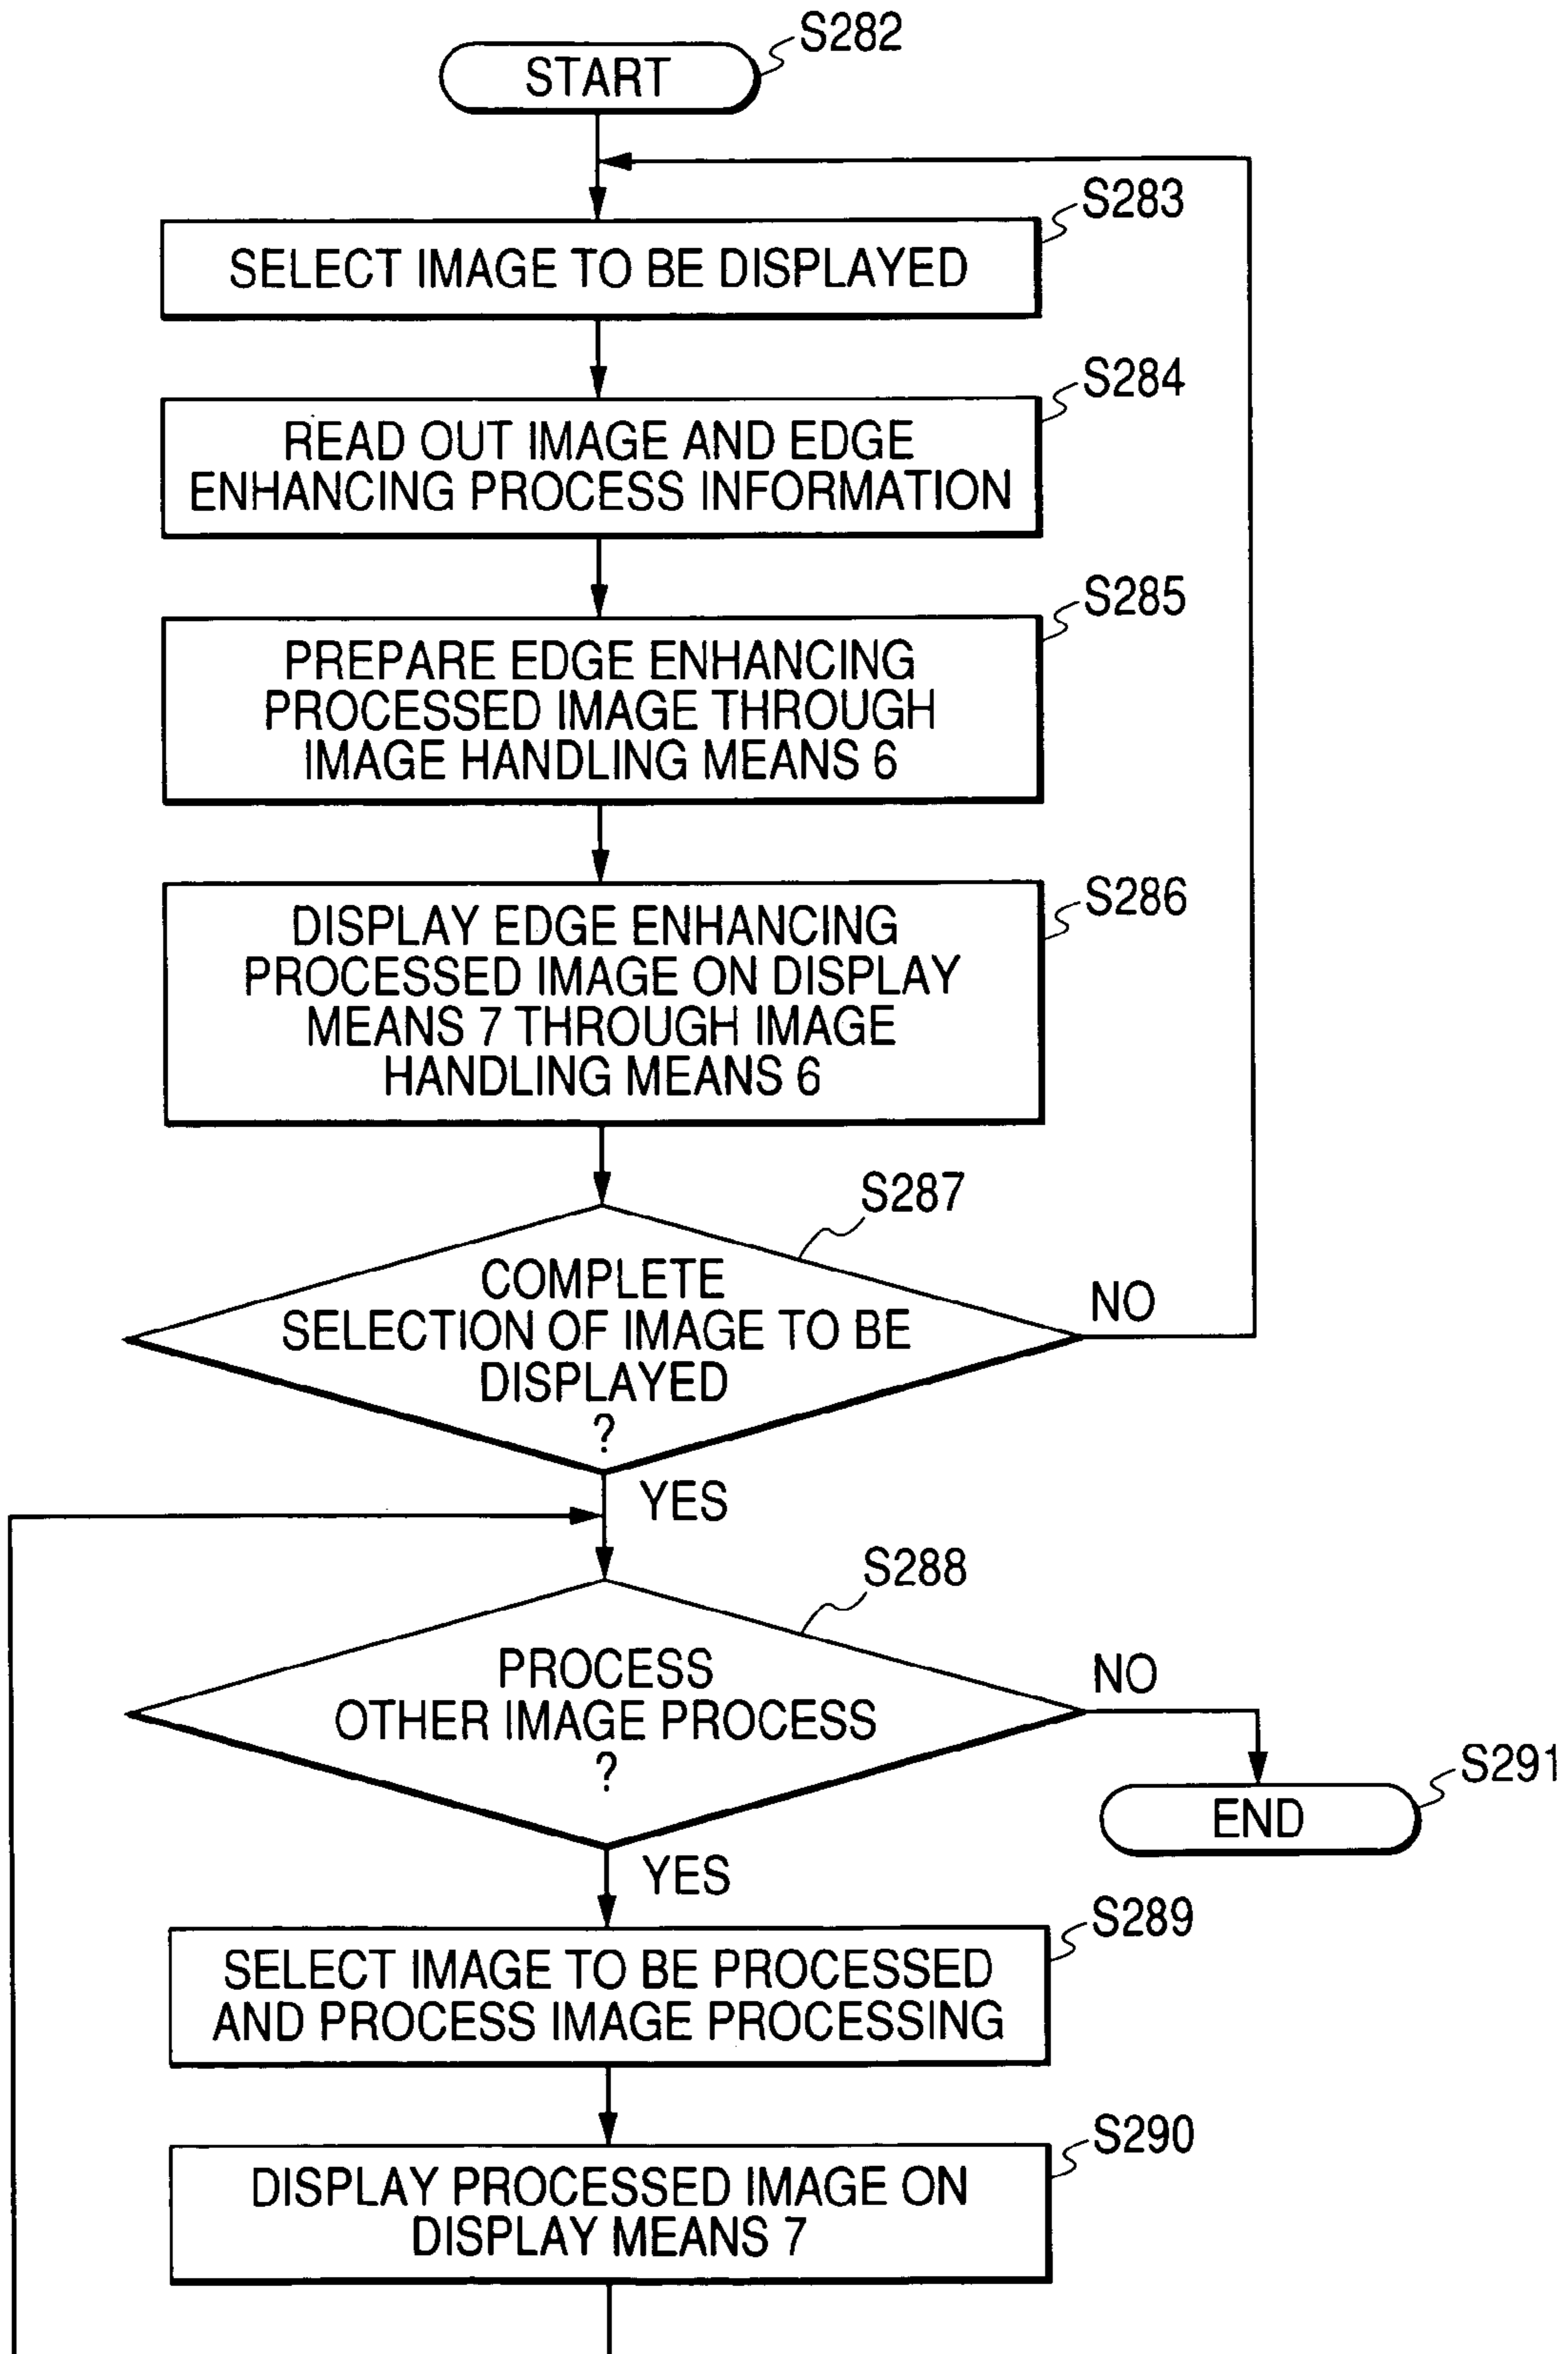 S282
START
S283
SELECT IMAGE TO BE DISPLAYED
S284
READ OUT IMAGE AND EDGE
ENHANCING PROCESS INFORMATION
S285
PREPARE EDGE ENHANCING
PROCESSED IMAGE THROUGH
IMAGE HANDLING MEANS 6
S286
DISPLAY EDGE ENHANCING
PROCESSED IMAGE ON DISPLAY
MEANS 7 THROUGH IMAGE
HANDLING MEANS 6
S287
COMPLETE
SELECTION OF IMAGE TO BE
DISPLAYED
?
NO
YES
S288
PROCESS
OTHER IMAGE PROCESS
?
NO
S291
END
YES
S289
SELECT IMAGE TO BE PROCESSED
AND PROCESS IMAGE PROCESSING
S290
DISPLAY PROCESSED IMAGE ON
DISPLAY MEANS 7